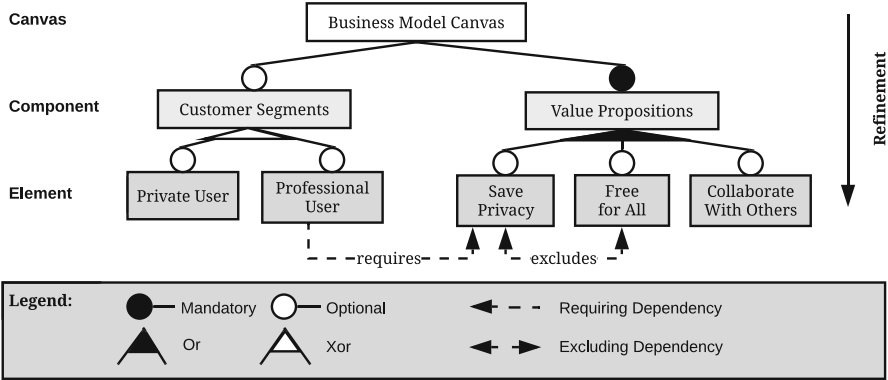 Canvas
Business Model Canvas
Component
Customer Segments
Value Propositions
Refinement
Element
Private User
Professional
User
Save
Privacy
Free
for All
Collaborate
With Others
requires
excludes
Legend:
Mandatory
Optional
Requiring Dependency
Or
Xor
Excluding Dependency